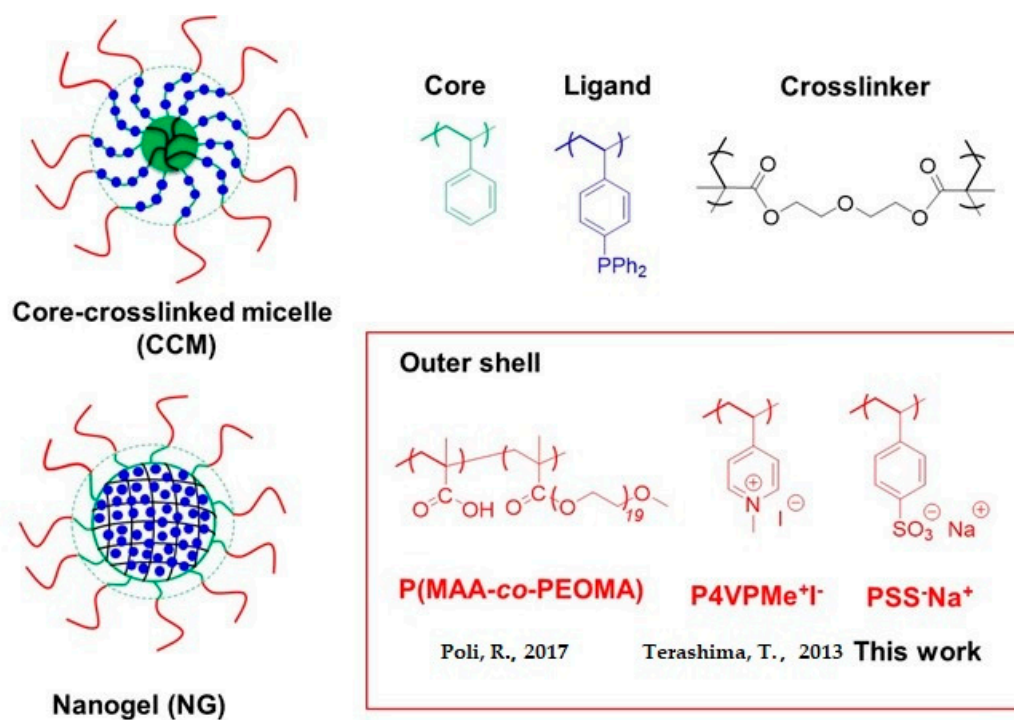 Core
Ligand
Crosslinker
PPh2
O
O
O
O
O
Core-crosslinked micelle
(CCM)
Outer shell
O
OH
O
O
O
19
N
+
I-
SO3
-
Na
+
P(MAA-co-PEOMA)
P4VPMe+I-
PSS-Na+
Poli, R., 2017
Terashima, T., 2013
This work
Nanogel (NG)